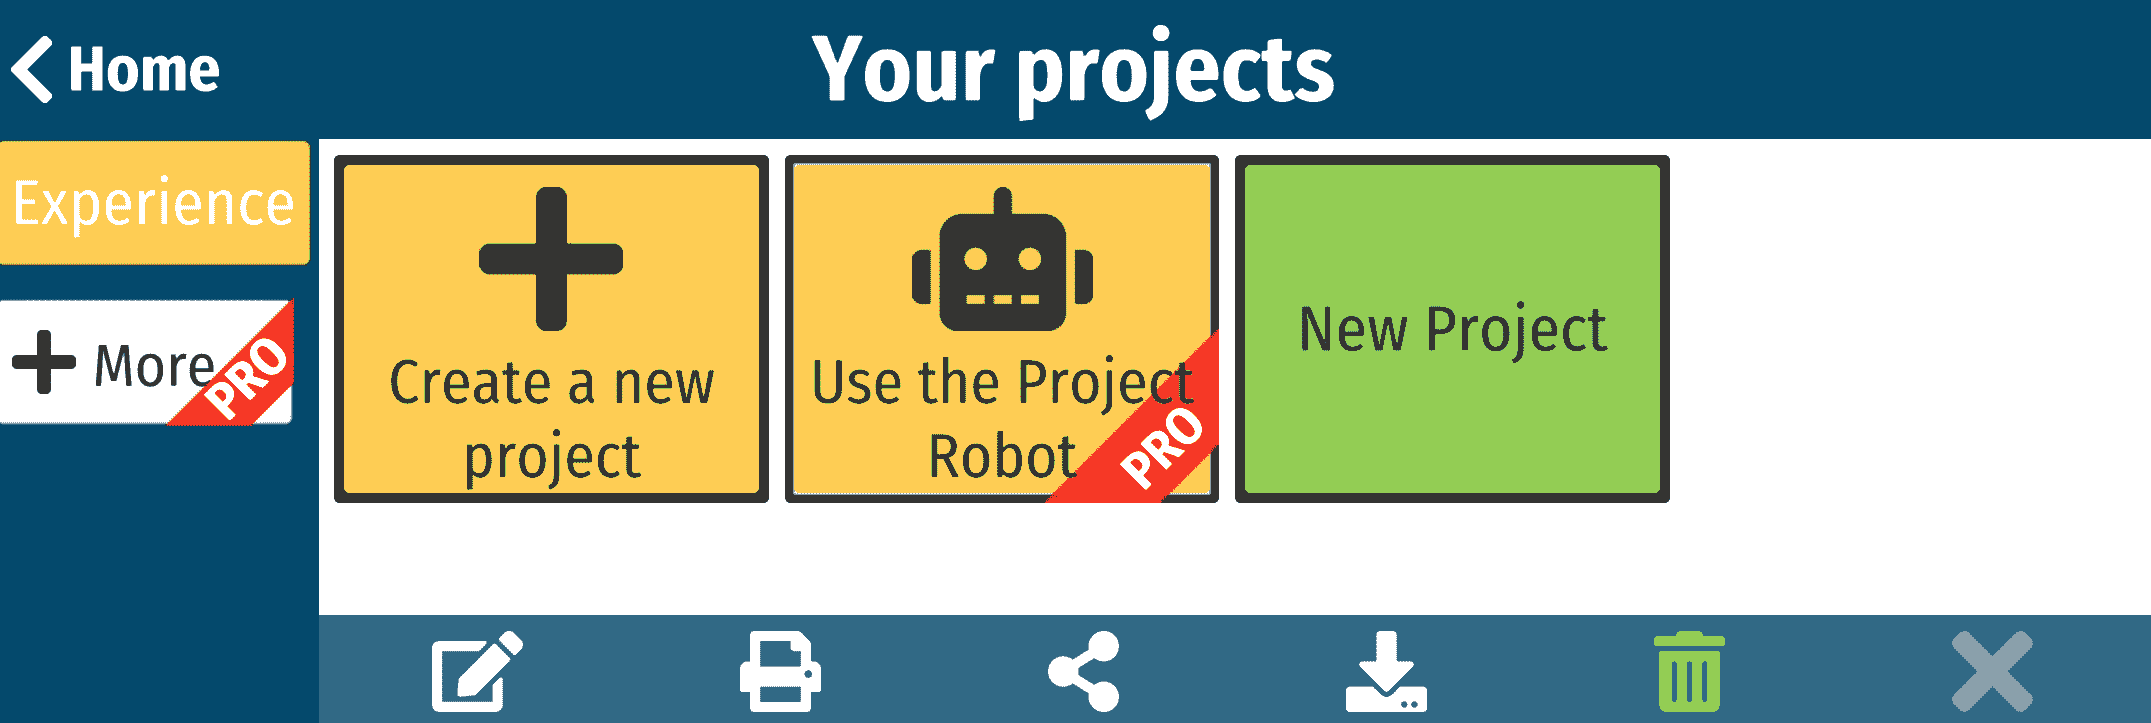 Home
Your projects
Experience
More
PRO
Create a new
project
Use the Project
Robot
PRO
New Project